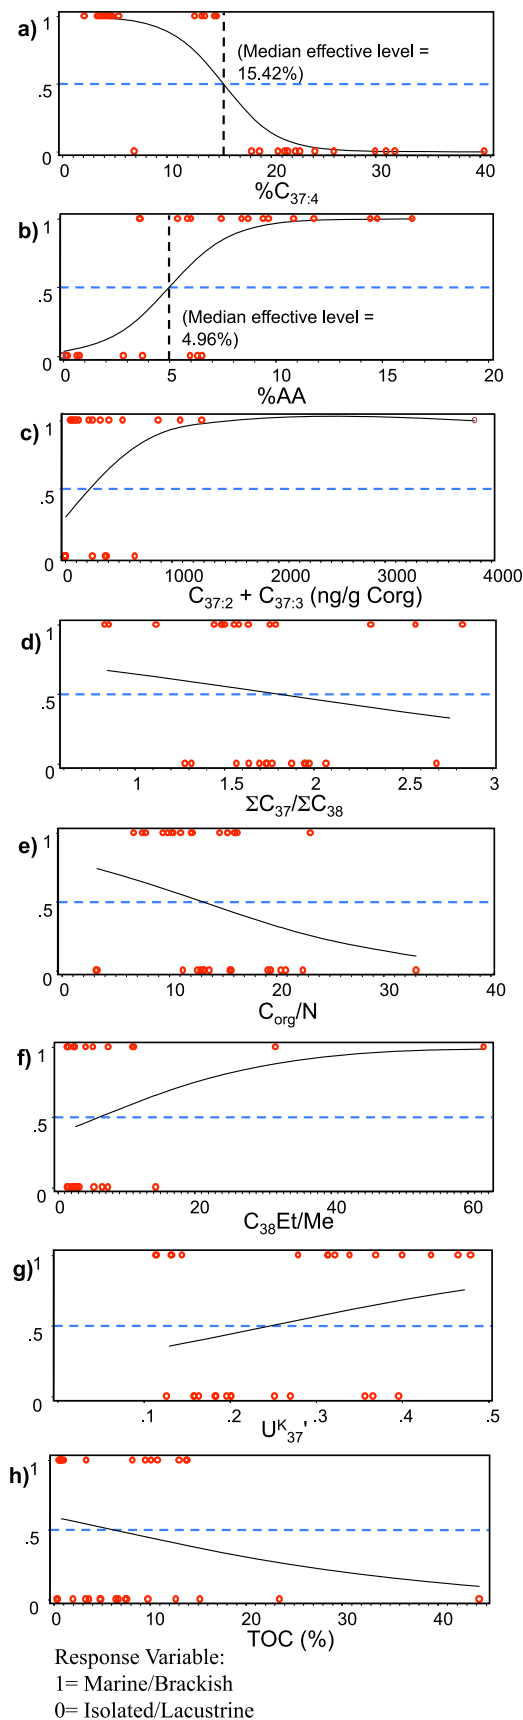 a) 1
(Median effective level =
15.42%)
.5
0
0 10 20 30 40
%C37:4
b) 1
.5
(Median effective level =
4.96%)
0
0 5 10 15 20
%AA
c) 1
.5
0
0 1000 2000 3000 4000
C37:2 + C37:3 (ng/g Corg)
d) 1
.5
0
1 1.5 2 2.5 3
ΣC37/ΣC38
e) 1
.5
0
0 10 20 30 40
Corg/N
f) 1
.5
0
0 20 40 60
C38Et/Me
g) 1
.5
0
.1 .2 .3 .4 .5
U^K37'
h) 1
.5
0
0 10 20 30 40
TOC (%)
Response Variable:
1= Marine/Brackish
0= Isolated/Lacustrine